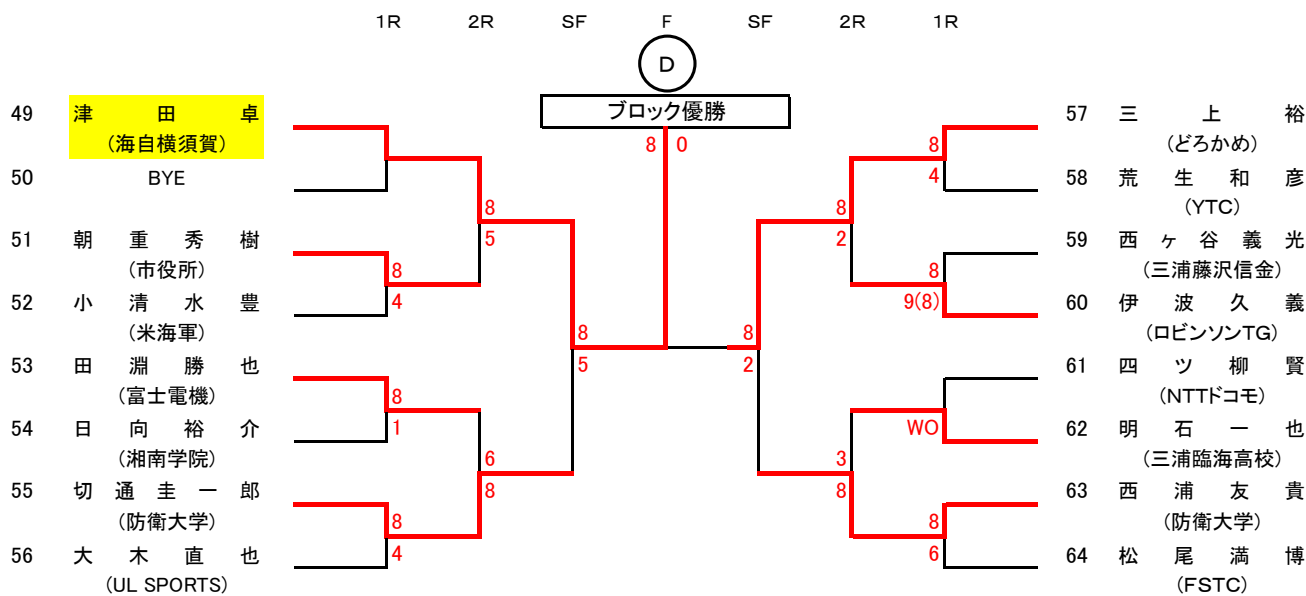 1R 2R SF F SF 2R 1R
D
ブロック優勝
8 0
49 津田卓
(海自横須賀)
50 BYE
8
5
51 朝重秀樹
(市役所)
8
4
52 小清水豊
(米海軍)
8
5
53 田淵勝也
(富士電機)
8
1
54 日向裕介
(湘南学院)
6
8
55 切通圭一郎
(防衛大学)
8
4
56 大木直也
(UL SPORTS)
57 三上裕
(どろかめ)
8
4
58 荒生和彦
(YTC)
8
2
59 西ヶ谷義光
(三浦藤沢信金)
8
9(8)
60 伊波久義
(ロビンソンTG)
8
2
61 四ツ柳賢
(NTTドコモ)
WO
62 明石一也
(三浦臨海高校)
3
8
63 西浦友貴
(防衛大学)
8
6
64 松尾満博
(FSTC)